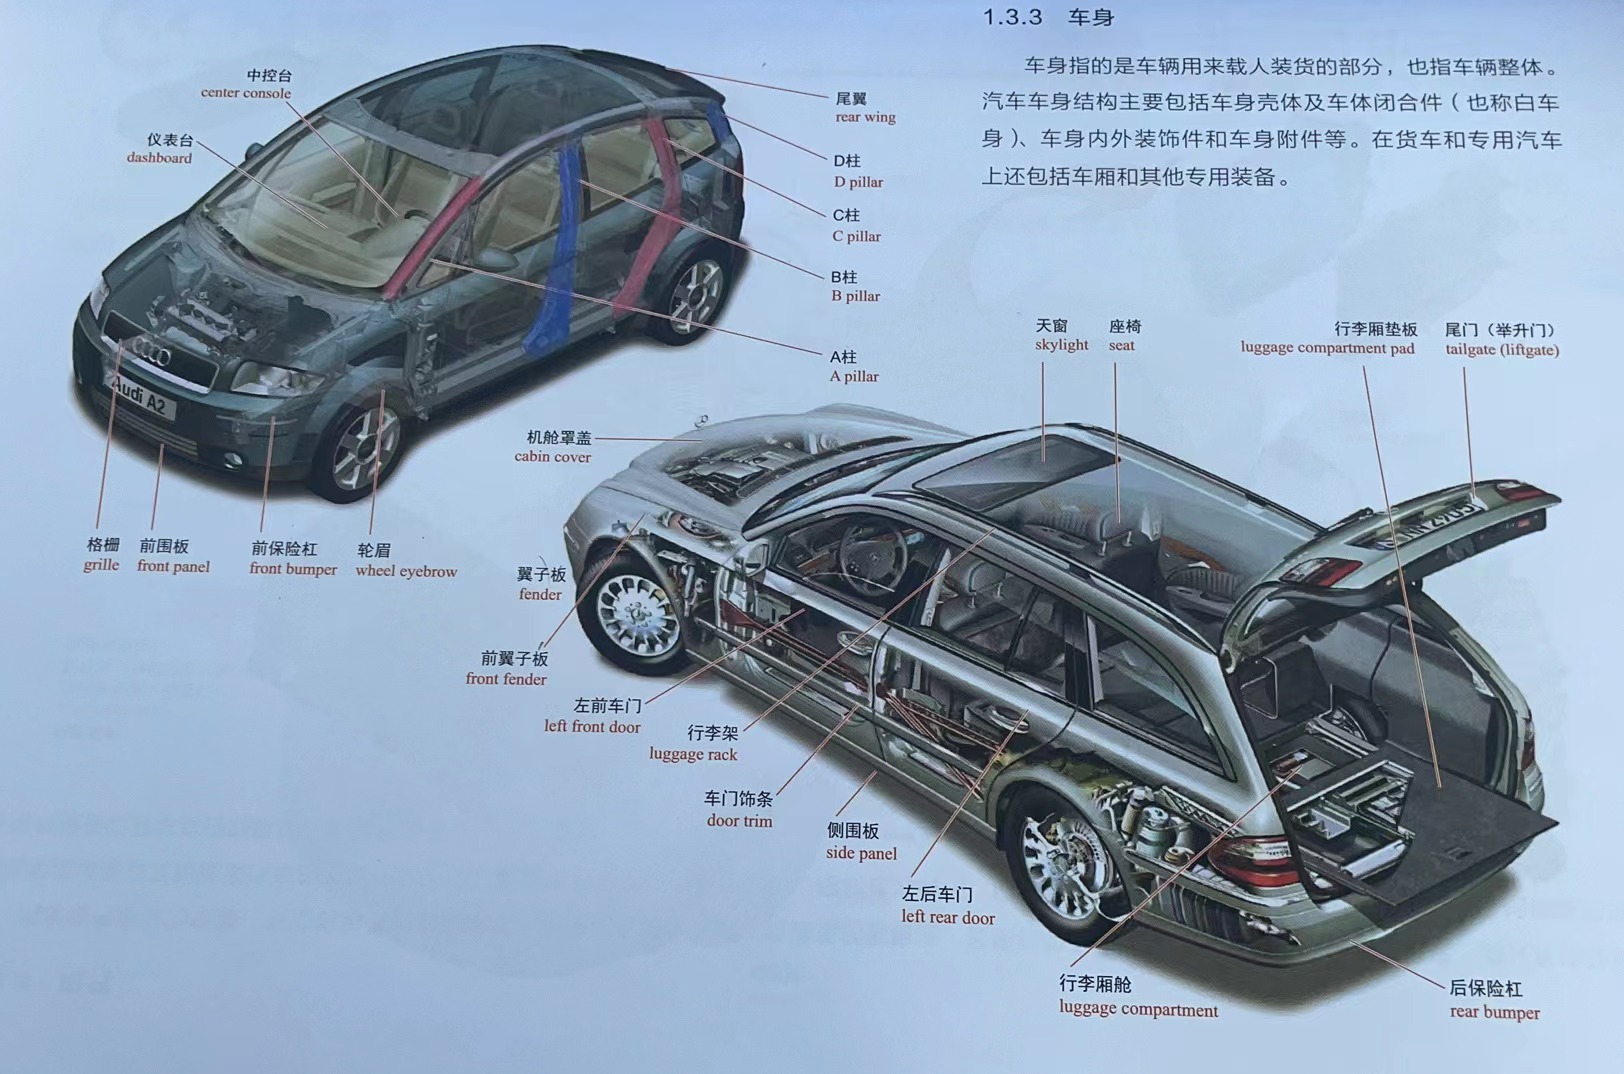 1.3.3 车身
车身指的是车辆用来载人装货的部分，也指车辆整体。
汽车车身结构主要包括车身壳体及车体闭合件（也称白车
身）、车身内外装饰件和车身附件等。在货车和专用汽车
上还包括车厢和其他专用装备。
中控台
center console
仪表台
dashboard
尾翼
rear wing
D柱
D pillar
C柱
C pillar
B柱
B pillar
A柱
A pillar
Audi A2
格栅
grille
前围板
front panel
前保险杠
front bumper
轮眉
wheel eyebrow
天窗
skylight
座椅
seat
行李厢垫板
luggage compartment pad
尾门（举升门）
tailgate (liftgate)
机舱罩盖
cabin cover
翼子板
fender
前翼子板
front fender
左前车门
left front door
行李架
luggage rack
车门饰条
door trim
侧围板
side panel
左后车门
left rear door
行李厢舱
luggage compartment
后保险杠
rear bumper